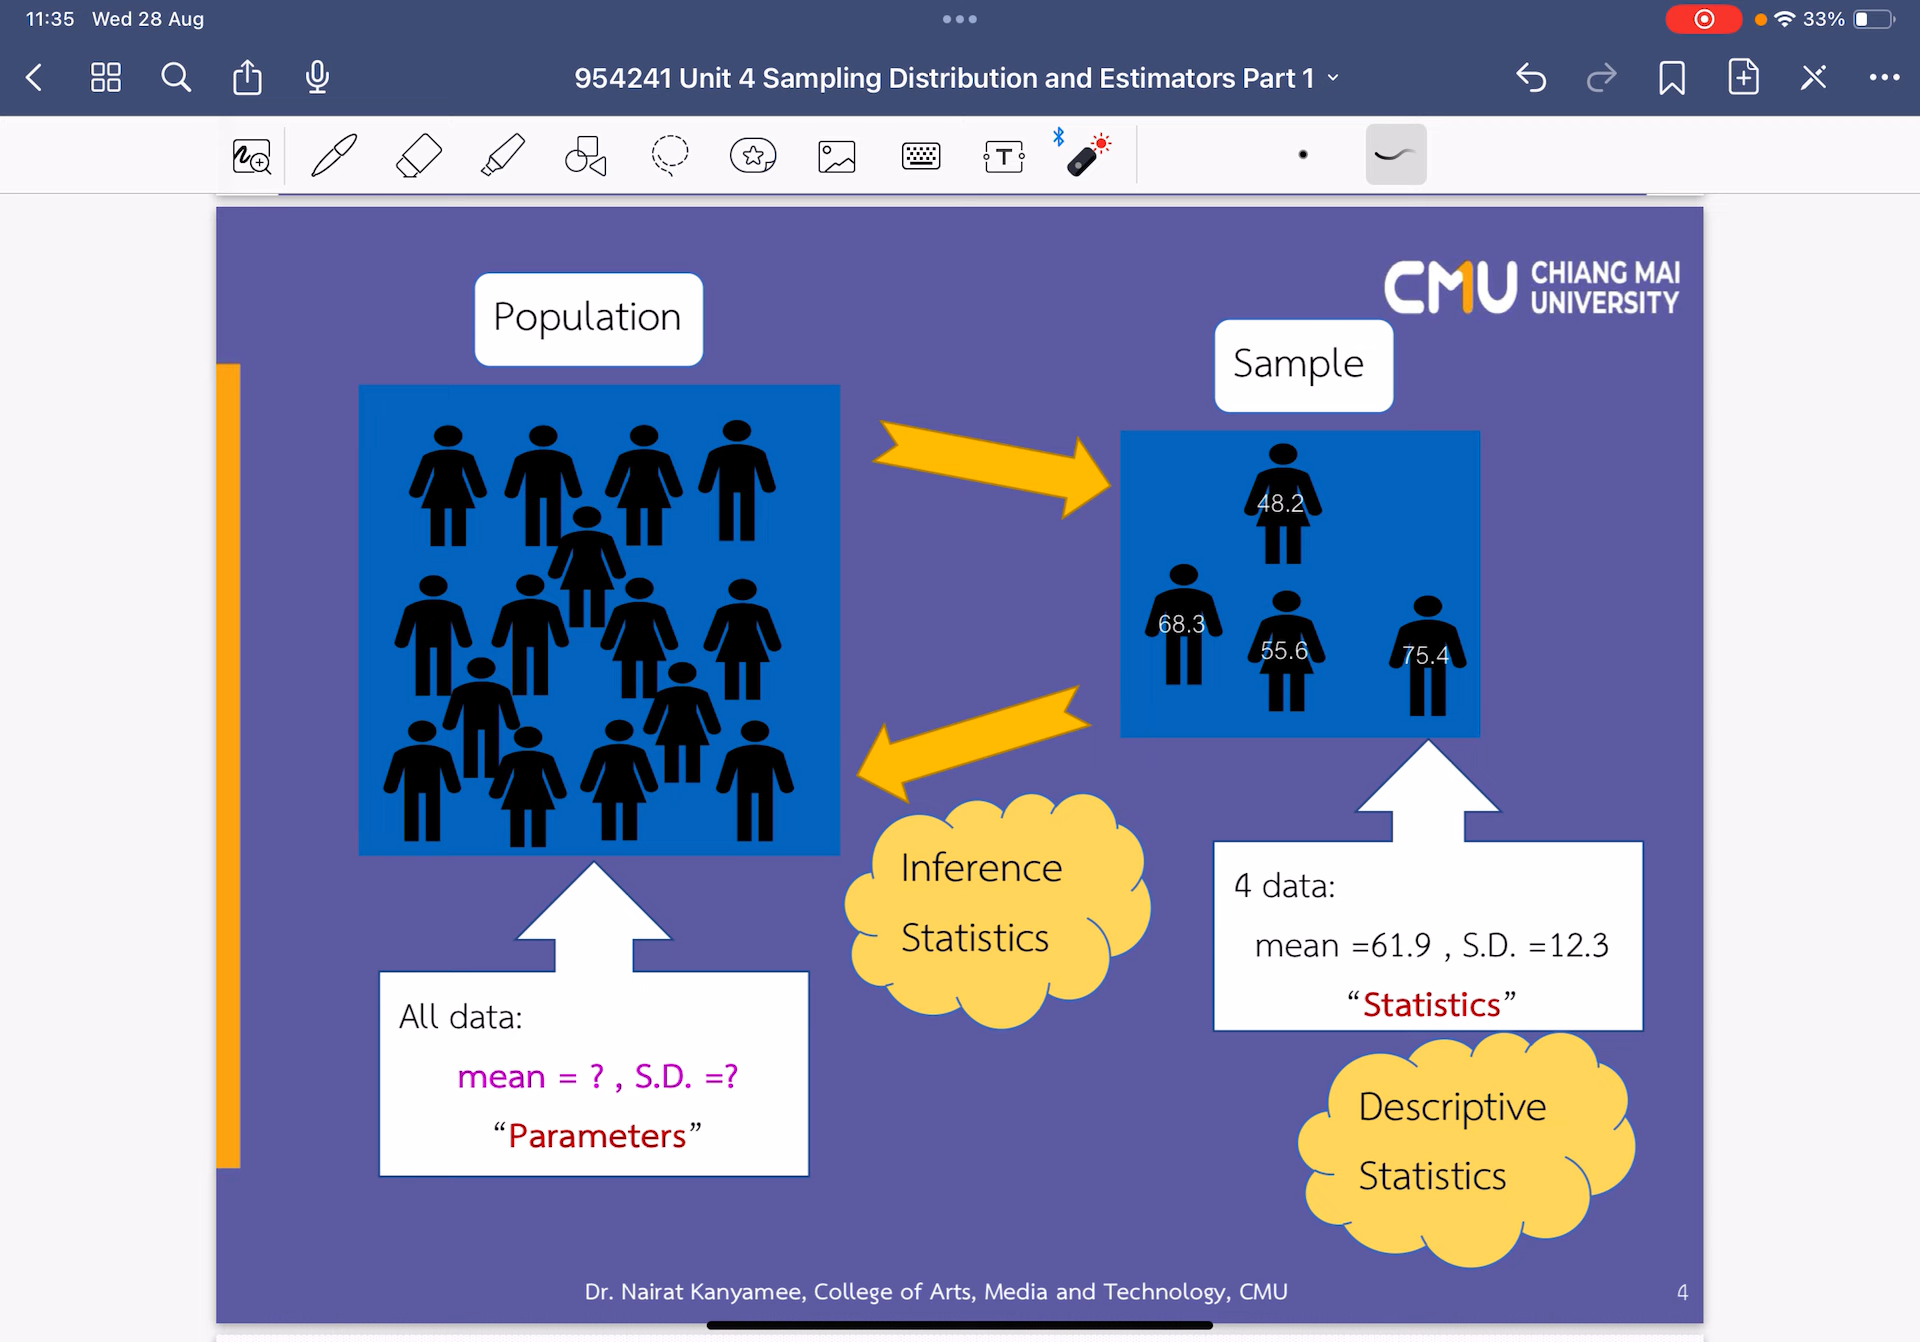 11:35 Wed 28 Aug
33%
954241 Unit 4 Sampling Distribution and Estimators Part 1
T
CMU CHIANG MAI
UNIVERSITY
Population
Sample
48.2
68.3
55.6
75.4
Inference
Statistics
4 data:
mean =61.9 , S.D. =12.3
“Statistics”
All data:
mean = ? , S.D. =?
“Parameters”
Descriptive
Statistics
Dr. Nairat Kanyamee, College of Arts, Media and Technology, CMU
4